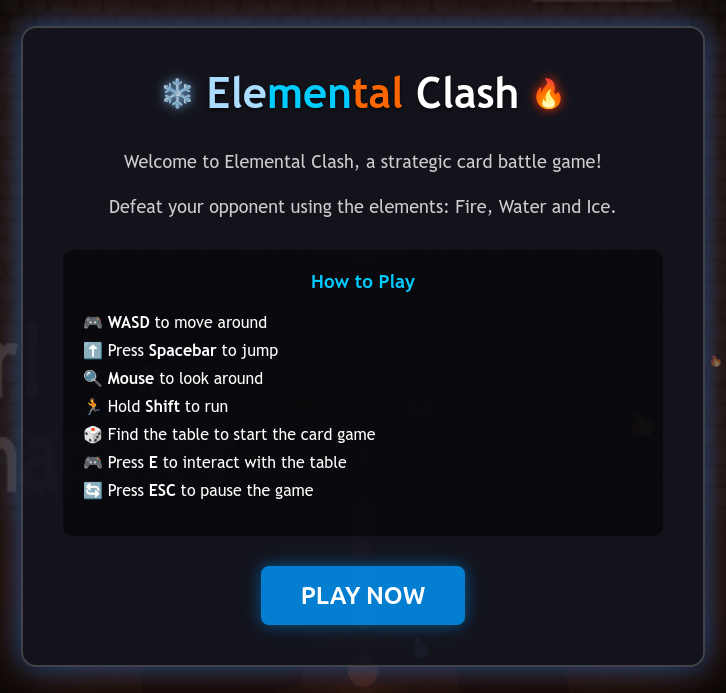 Elemental Clash
Welcome to Elemental Clash, a strategic card battle game!
Defeat your opponent using the elements: Fire, Water and Ice.
How to Play
WASD to move around
Press Spacebar to jump
Mouse to look around
Hold Shift to run
Find the table to start the card game
Press E to interact with the table
Press ESC to pause the game
PLAY NOW